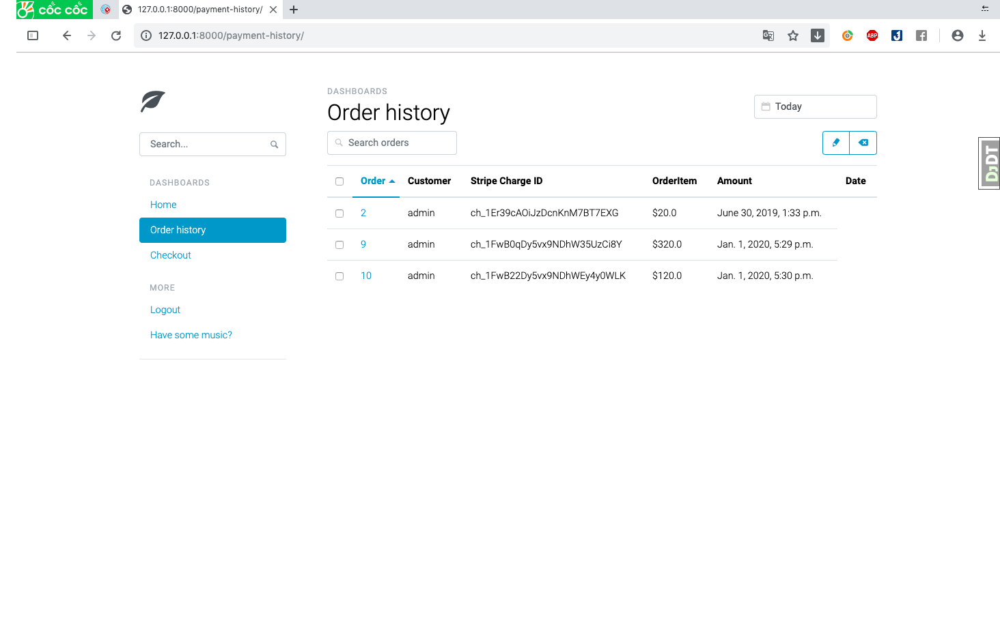 cốc cốc
127.0.0.1:8000/payment-history/
127.0.0.1:8000/payment-history/
ABP
DASHBOARDS
Order history
Today
Search...
Search orders
DjDT
DASHBOARDS
Home
Order history
Checkout
MORE
Logout
Have some music?
Order Customer Stripe Charge ID OrderItem Amount Date
2 admin ch_1Er39cAOiJzDcnKnM7BT7EXG $20.0 June 30, 2019, 1:33 p.m.
9 admin ch_1FwB0qDy5vx9NDhW35UzCi8Y $320.0 Jan. 1, 2020, 5:29 p.m.
10 admin ch_1FwB22Dy5vx9NDhWEy4y0WLK $120.0 Jan. 1, 2020, 5:30 p.m.